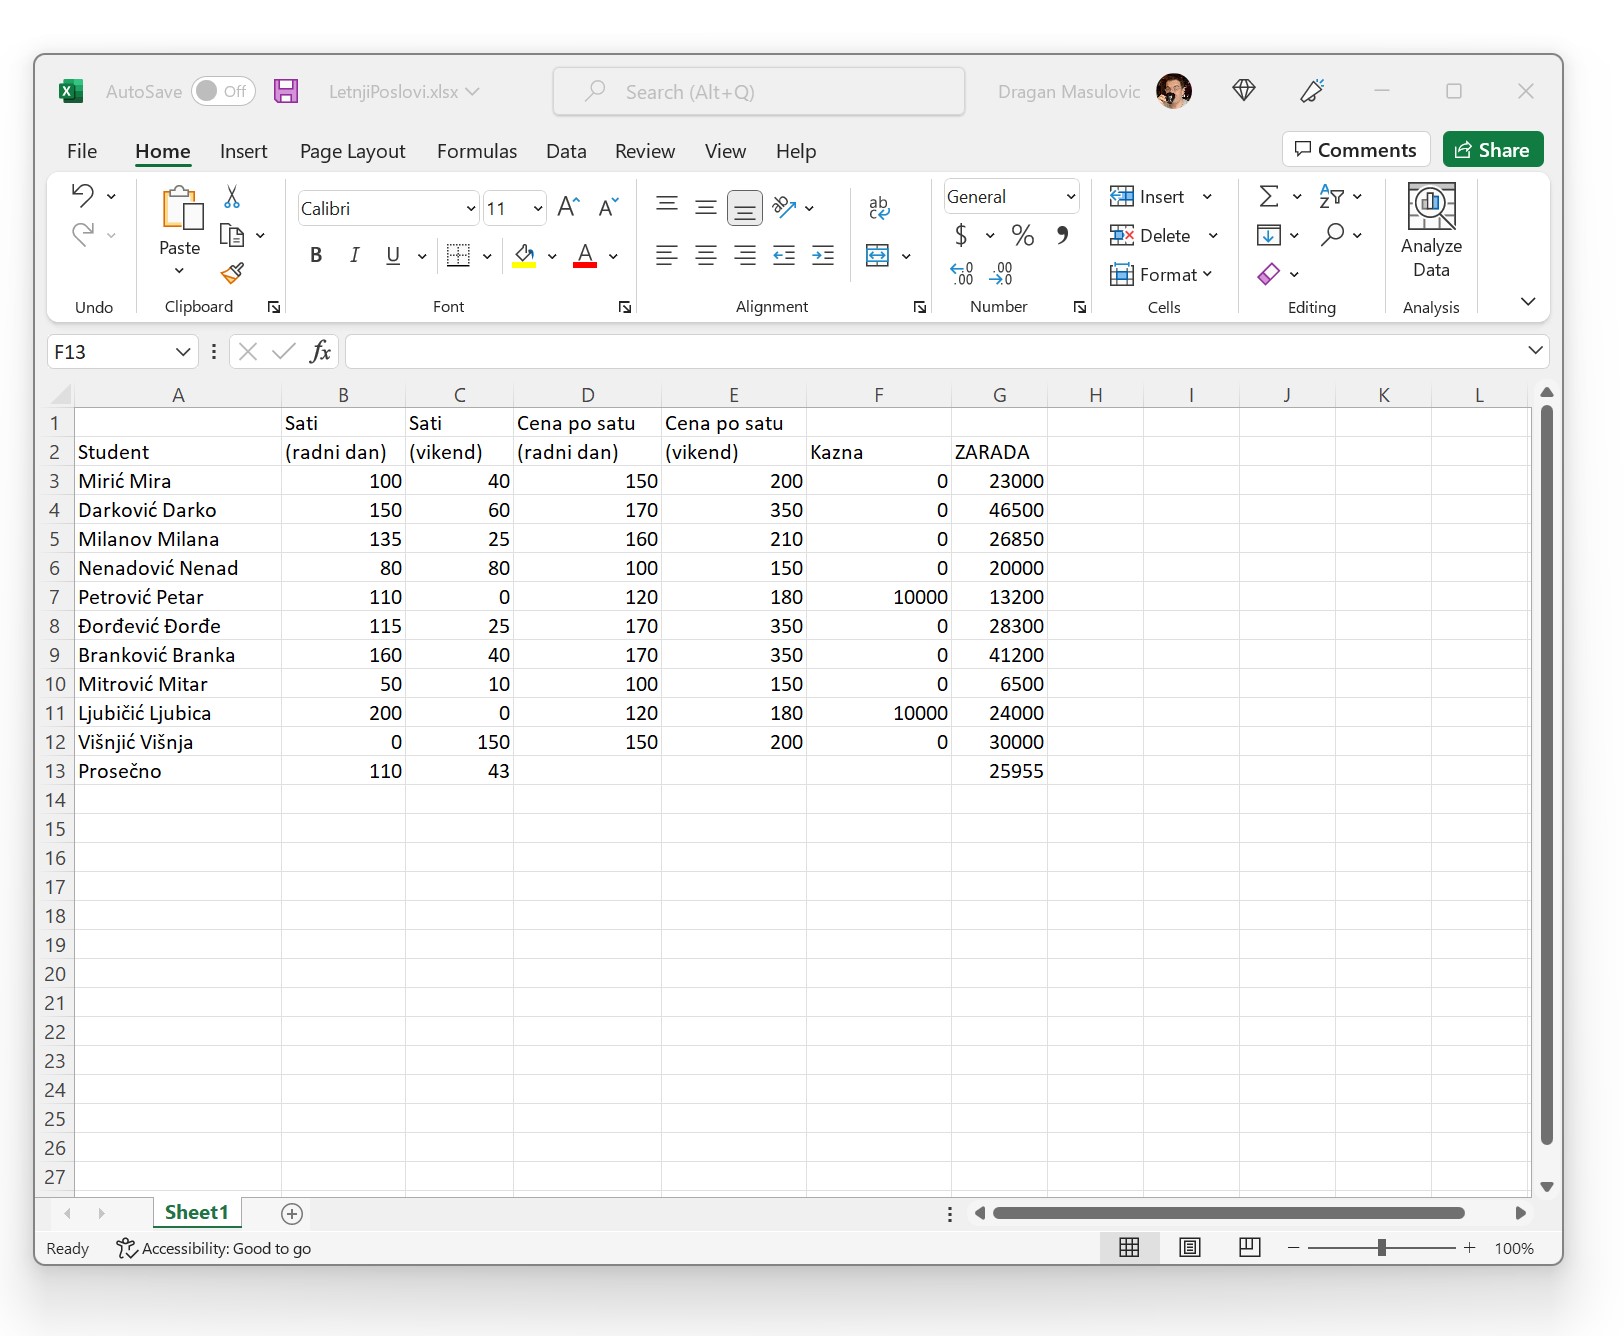 AutoSave Off LetnjiPoslovi.xlsx Search (Alt+Q) Dragan Masulovic
File Home Insert Page Layout Formulas Data Review View Help Comments Share
Paste
Calibri 11
B I U A
ab
General
$ % 9
Insert
Delete
Format
Analyze
Data
Undo Clipboard Font Alignment Number Cells Editing Analysis
F13 fx
A B C D E F G H I J K L
1 Sati Sati Cena po satu Cena po satu
2 Student (radni dan) (vikend) (radni dan) (vikend) Kazna ZARADA
3 Mirić Mira 100 40 150 200 0 23000
4 Darković Darko 150 60 170 350 0 46500
5 Milanov Milana 135 25 160 210 0 26850
6 Nenadović Nenad 80 80 100 150 0 20000
7 Petrović Petar 110 0 120 180 10000 13200
8 Đorđević Đorđe 115 25 170 350 0 28300
9 Branković Branka 160 40 170 350 0 41200
10 Mitrović Mitar 50 10 100 150 0 6500
11 Ljubičić Ljubica 200 0 120 180 10000 24000
12 Višnjić Višnja 0 150 150 200 0 30000
13 Prosečno 110 43 25955
14
15
16
17
18
19
20
21
22
23
24
25
26
27
Sheet1
Ready Accessibility: Good to go 100%